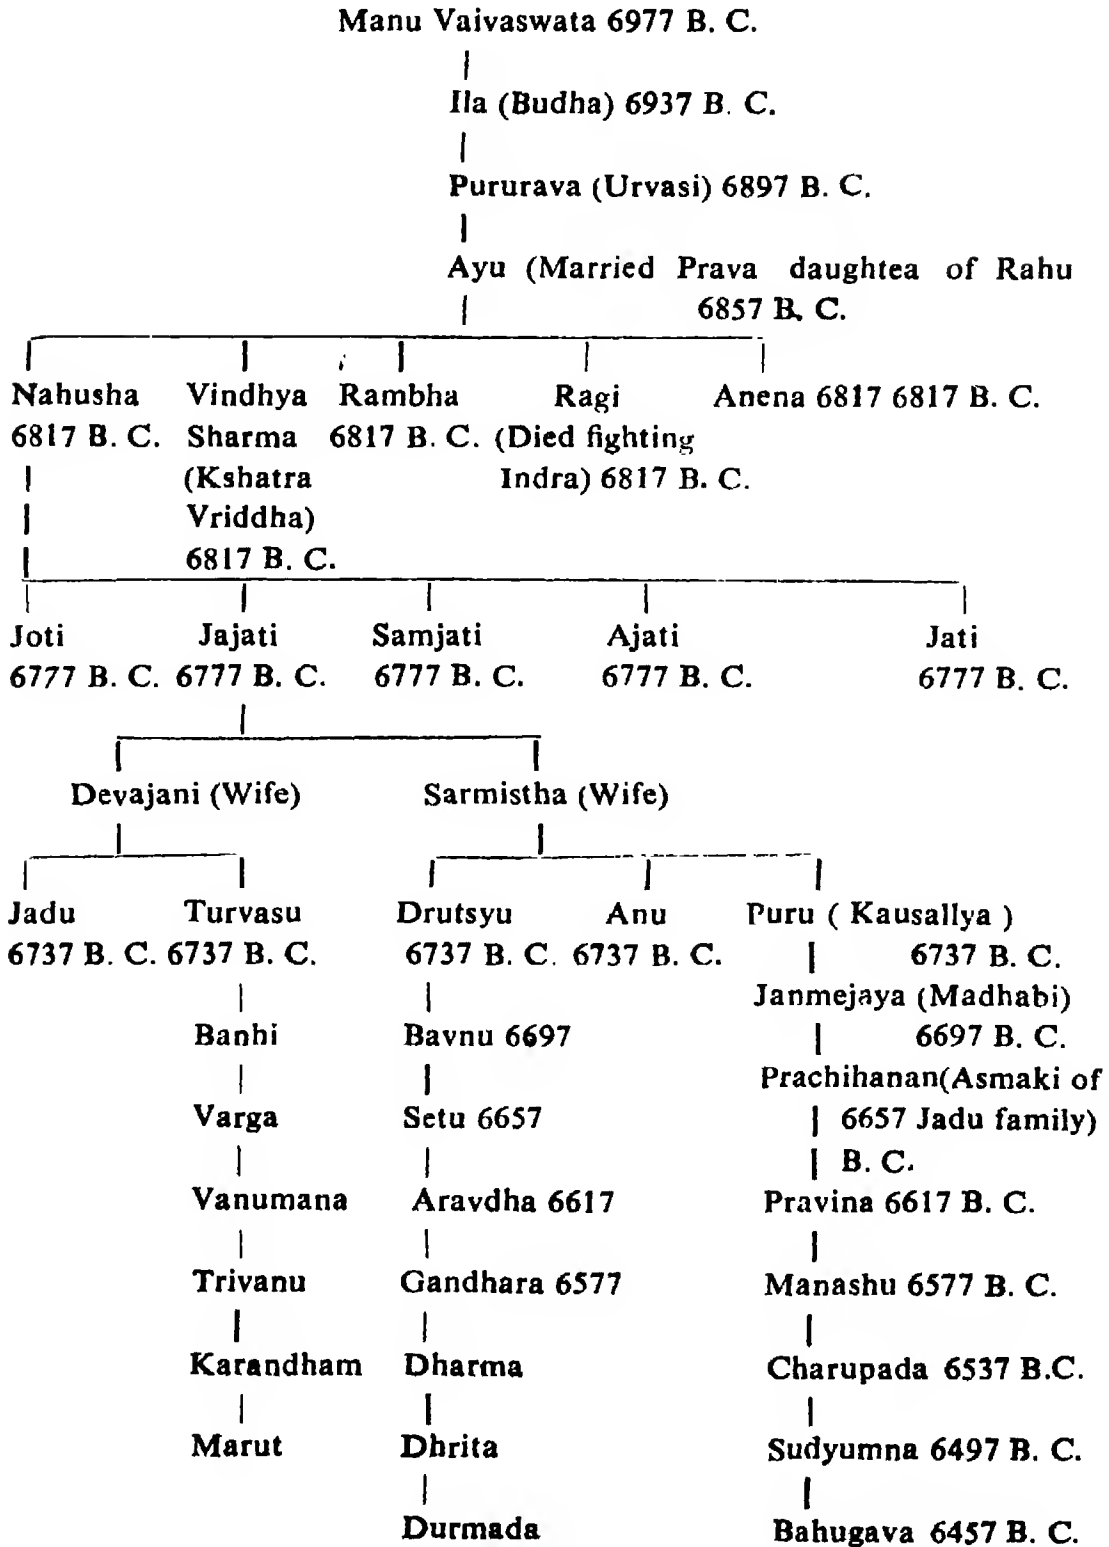 Manu Vaivaswata 6977 B. C.
Ila (Budha) 6937 B. C.
Pururava (Urvasi) 6897 B. C.
Ayu (Married Prava daughtea of Rahu
6857 B. C.
Nahusha Vindhya Rambha Ragi Anena 6817 6817 B. C.
6817 B. C. Sharma 6817 B. C. (Died fighting
(Kshatra Indra) 6817 B. C.
Vriddha)
6817 B. C.
Joti Jajati Samjati Ajati Jati
6777 B. C. 6777 B. C. 6777 B. C. 6777 B. C. 6777 B. C.
Devajani (Wife) Sarmistha (Wife)
Jadu Turvasu Drutsyu Anu Puru ( Kausallya )
6737 B. C. 6737 B. C. 6737 B. C. 6737 B. C. 6737 B. C.
Janmejaya (Madhabi)
Banhi Bavnu 6697 6697 B. C.
Prachihanan(Asmaki of
Varga Setu 6657 6657 Jadu family)
B. C.
Vanumana Aravdha 6617 Pravina 6617 B. C.
Trivanu Gandhara 6577 Manashu 6577 B. C.
Karandham Dharma Charupada 6537 B.C.
Marut Dhrita Sudyumna 6497 B. C.
Durmada Bahugava 6457 B. C.